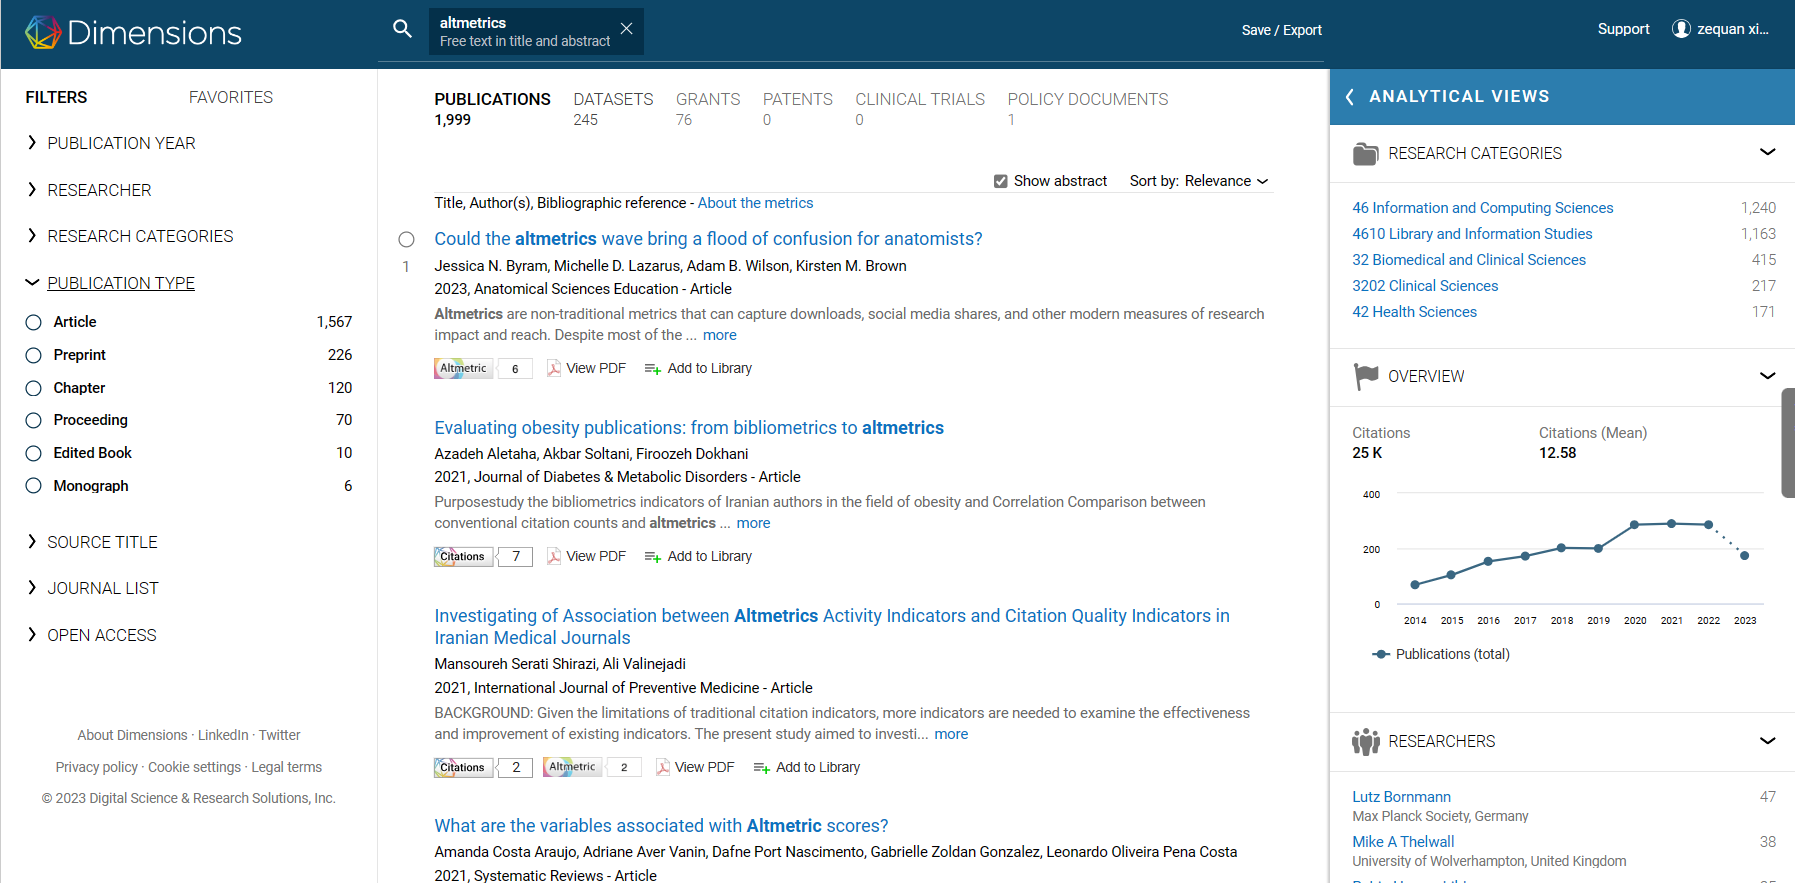 Dimensions
altmetrics
Free text in title and abstract
Save / Export
Support
zequan xi...
FILTERS
FAVORITES
PUBLICATION YEAR
RESEARCHER
RESEARCH CATEGORIES
PUBLICATION TYPE
Article 1,567
Preprint 226
Chapter 120
Proceeding 70
Edited Book 10
Monograph 6
SOURCE TITLE
JOURNAL LIST
OPEN ACCESS
About Dimensions · LinkedIn · Twitter
Privacy policy · Cookie settings · Legal terms
© 2023 Digital Science & Research Solutions, Inc.
PUBLICATIONS DATASETS GRANTS PATENTS CLINICAL TRIALS POLICY DOCUMENTS
1,999 245 76 0 0 1
Show abstract Sort by: Relevance
Title, Author(s), Bibliographic reference - About the metrics
Could the altmetrics wave bring a flood of confusion for anatomists?
1 Jessica N. Byram, Michelle D. Lazarus, Adam B. Wilson, Kirsten M. Brown
2023, Anatomical Sciences Education - Article
Altmetrics are non-traditional metrics that can capture downloads, social media shares, and other modern measures of research
impact and reach. Despite most of the ... more
Altmetric 6 View PDF Add to Library
Evaluating obesity publications: from bibliometrics to altmetrics
Azadeh Aletaha, Akbar Soltani, Firoozeh Dokhani
2021, Journal of Diabetes & Metabolic Disorders - Article
Purposestudy the bibliometrics indicators of Iranian authors in the field of obesity and Correlation Comparison between
conventional citation counts and altmetrics ... more
Citations 7 View PDF Add to Library
Investigating of Association between Altmetrics Activity Indicators and Citation Quality Indicators in
Iranian Medical Journals
Mansoureh Serati Shirazi, Ali Valinejadi
2021, International Journal of Preventive Medicine - Article
BACKGROUND: Given the limitations of traditional citation indicators, more indicators are needed to examine the effectiveness
and improvement of existing indicators. The present study aimed to investi... more
Citations 2 Altmetric 2 View PDF Add to Library
What are the variables associated with Altmetric scores?
Amanda Costa Araujo, Adriane Aver Vanin, Dafne Port Nascimento, Gabrielle Zoldan Gonzalez, Leonardo Oliveira Pena Costa
2021, Systematic Reviews - Article
ANALYTICAL VIEWS
RESEARCH CATEGORIES
46 Information and Computing Sciences 1,240
4610 Library and Information Studies 1,163
32 Biomedical and Clinical Sciences 415
3202 Clinical Sciences 217
42 Health Sciences 171
OVERVIEW
Citations Citations (Mean)
25 K 12.58
400
200
0
2014 2015 2016 2017 2018 2019 2020 2021 2022 2023
Publications (total)
RESEARCHERS
Lutz Bornmann 47
Max Planck Society, Germany
Mike A Thelwall 38
University of Wolverhampton, United Kingdom